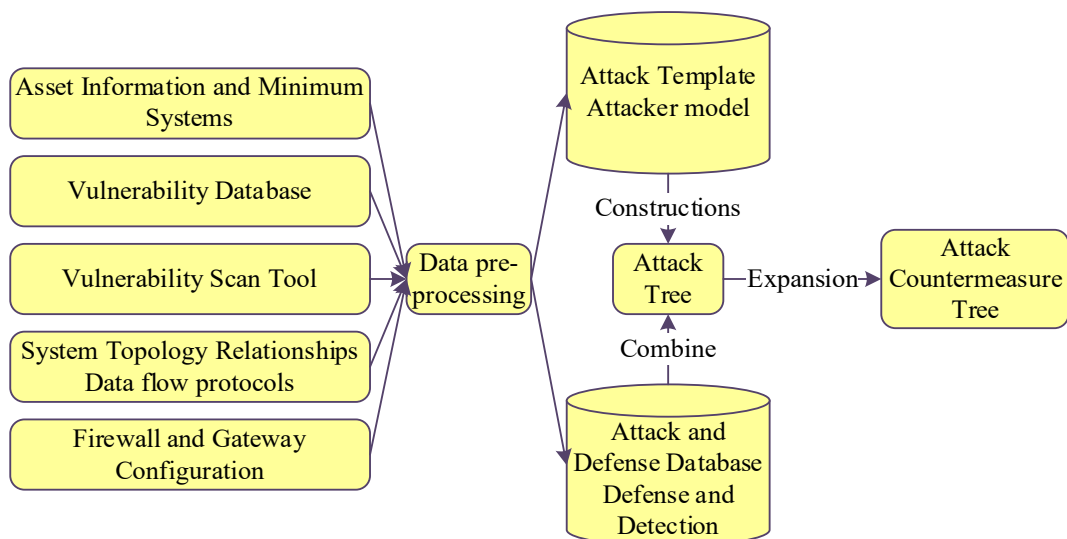 Asset Information and Minimum
Systems
Vulnerability Database
Vulnerability Scan Tool
System Topology Relationships
Data flow protocols
Firewall and Gateway
Configuration
Data pre-
processing
Attack Template
Attacker model
Constructions
Attack
Tree
Combine
Attack and
Defense Database
Defense and
Detection
Expansion
Attack
Countermeasure
Tree